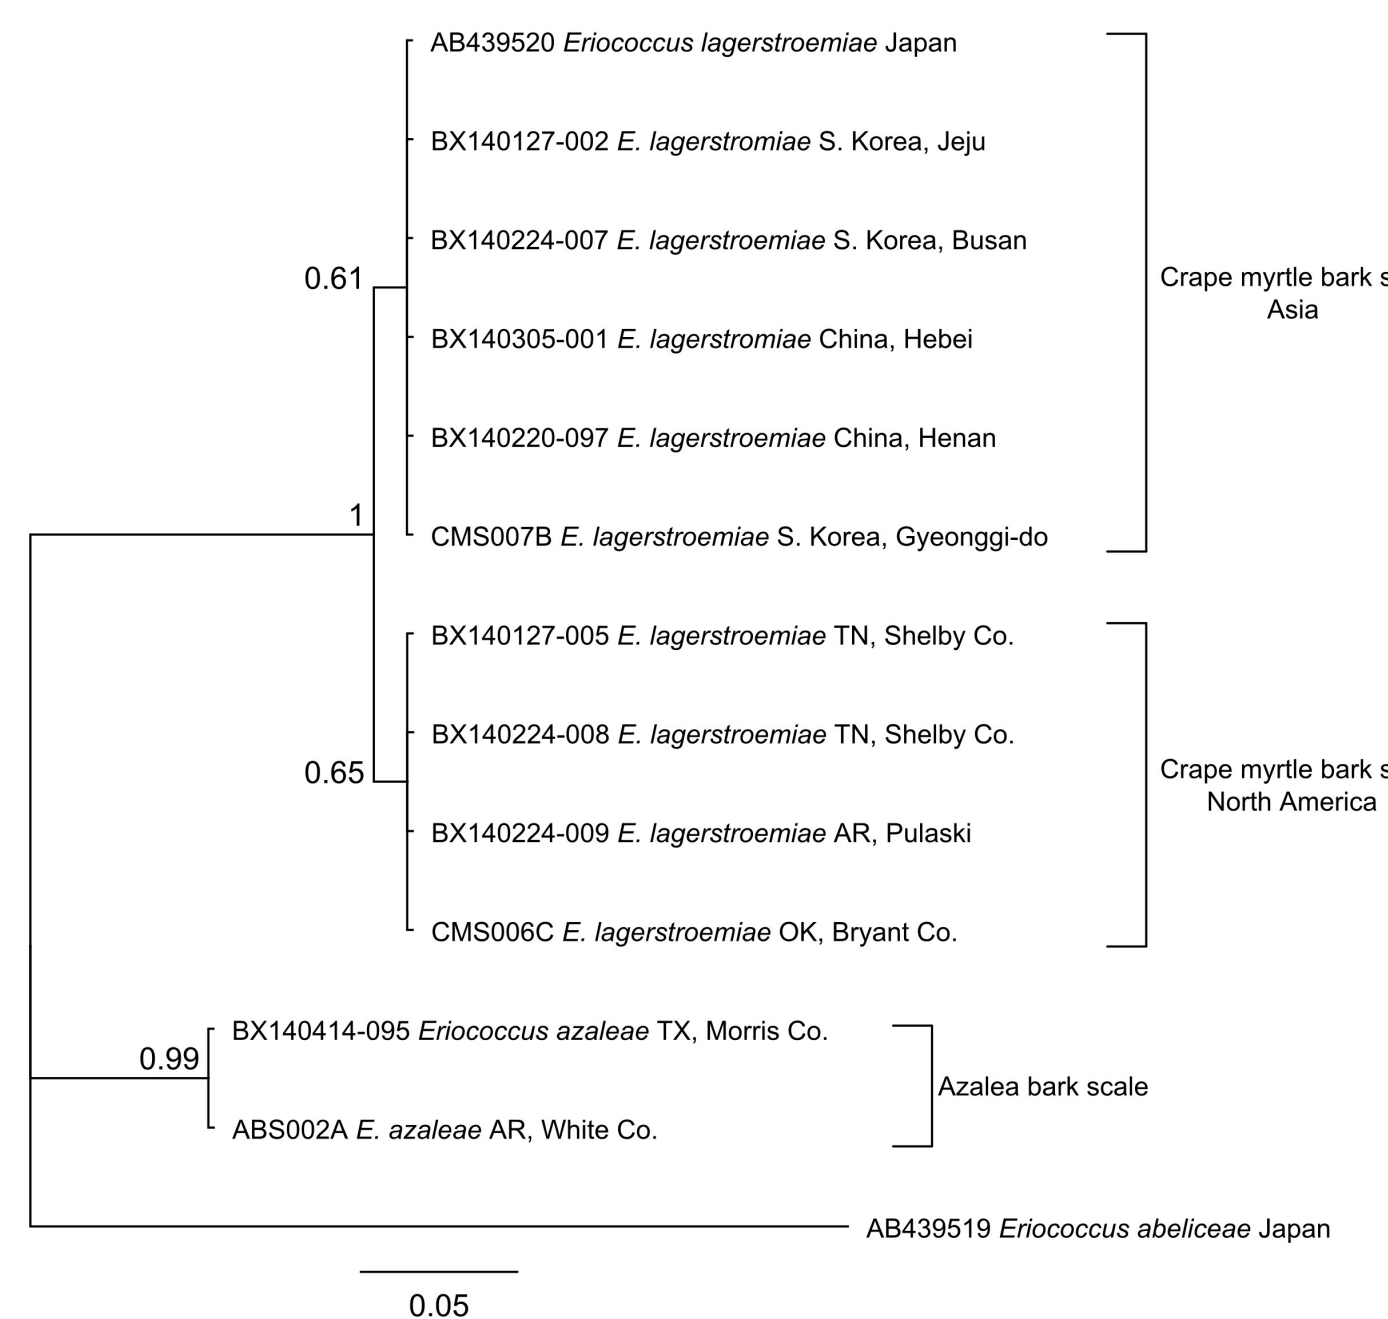 AB439520 Eriococcus lagerstroemiae Japan
BX140127-002 E. lagerstromiae S. Korea, Jeju
BX140224-007 E. lagerstroemiae S. Korea, Busan
0.61
Crape myrtle bark s
Asia
BX140305-001 E. lagerstromiae China, Hebei
BX140220-097 E. lagerstroemiae China, Henan
1
CMS007B E. lagerstroemiae S. Korea, Gyeonggi-do
BX140127-005 E. lagerstroemiae TN, Shelby Co.
BX140224-008 E. lagerstroemiae TN, Shelby Co.
0.65
Crape myrtle bark s
North America
BX140224-009 E. lagerstroemiae AR, Pulaski
CMS006C E. lagerstroemiae OK, Bryant Co.
BX140414-095 Eriococcus azaleae TX, Morris Co.
0.99
Azalea bark scale
ABS002A E. azaleae AR, White Co.
AB439519 Eriococcus abeliceae Japan
0.05